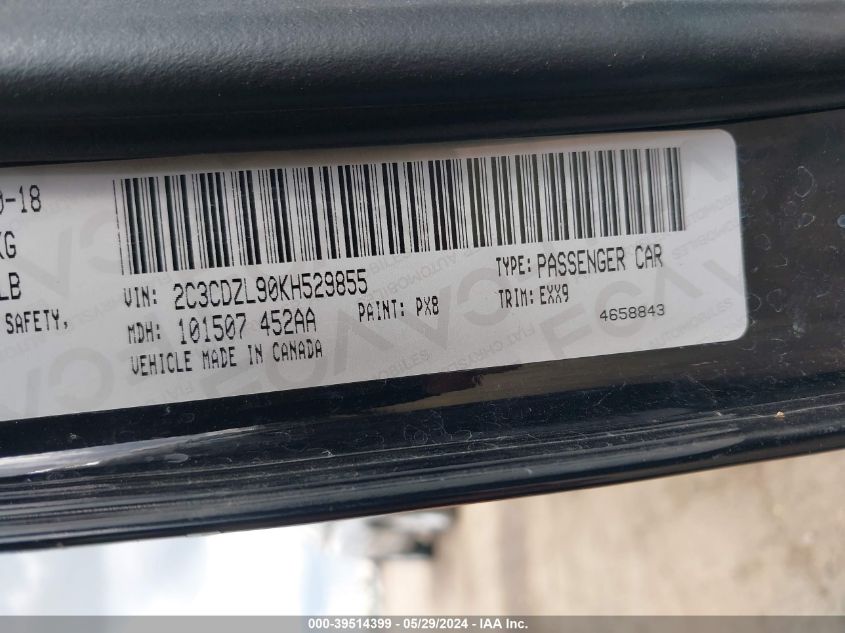 0-18
KG
LB
SAFETY,
VIN: 2C3CDZL90KH529855
TYPE: PASSENGER CAR
MDH: 101507 452AA
PAINT: PX8
TRIM: EXX9
VEHICLE MADE IN CANADA
4658843
000-39514399 - 05/29/2024 - IAA Inc.